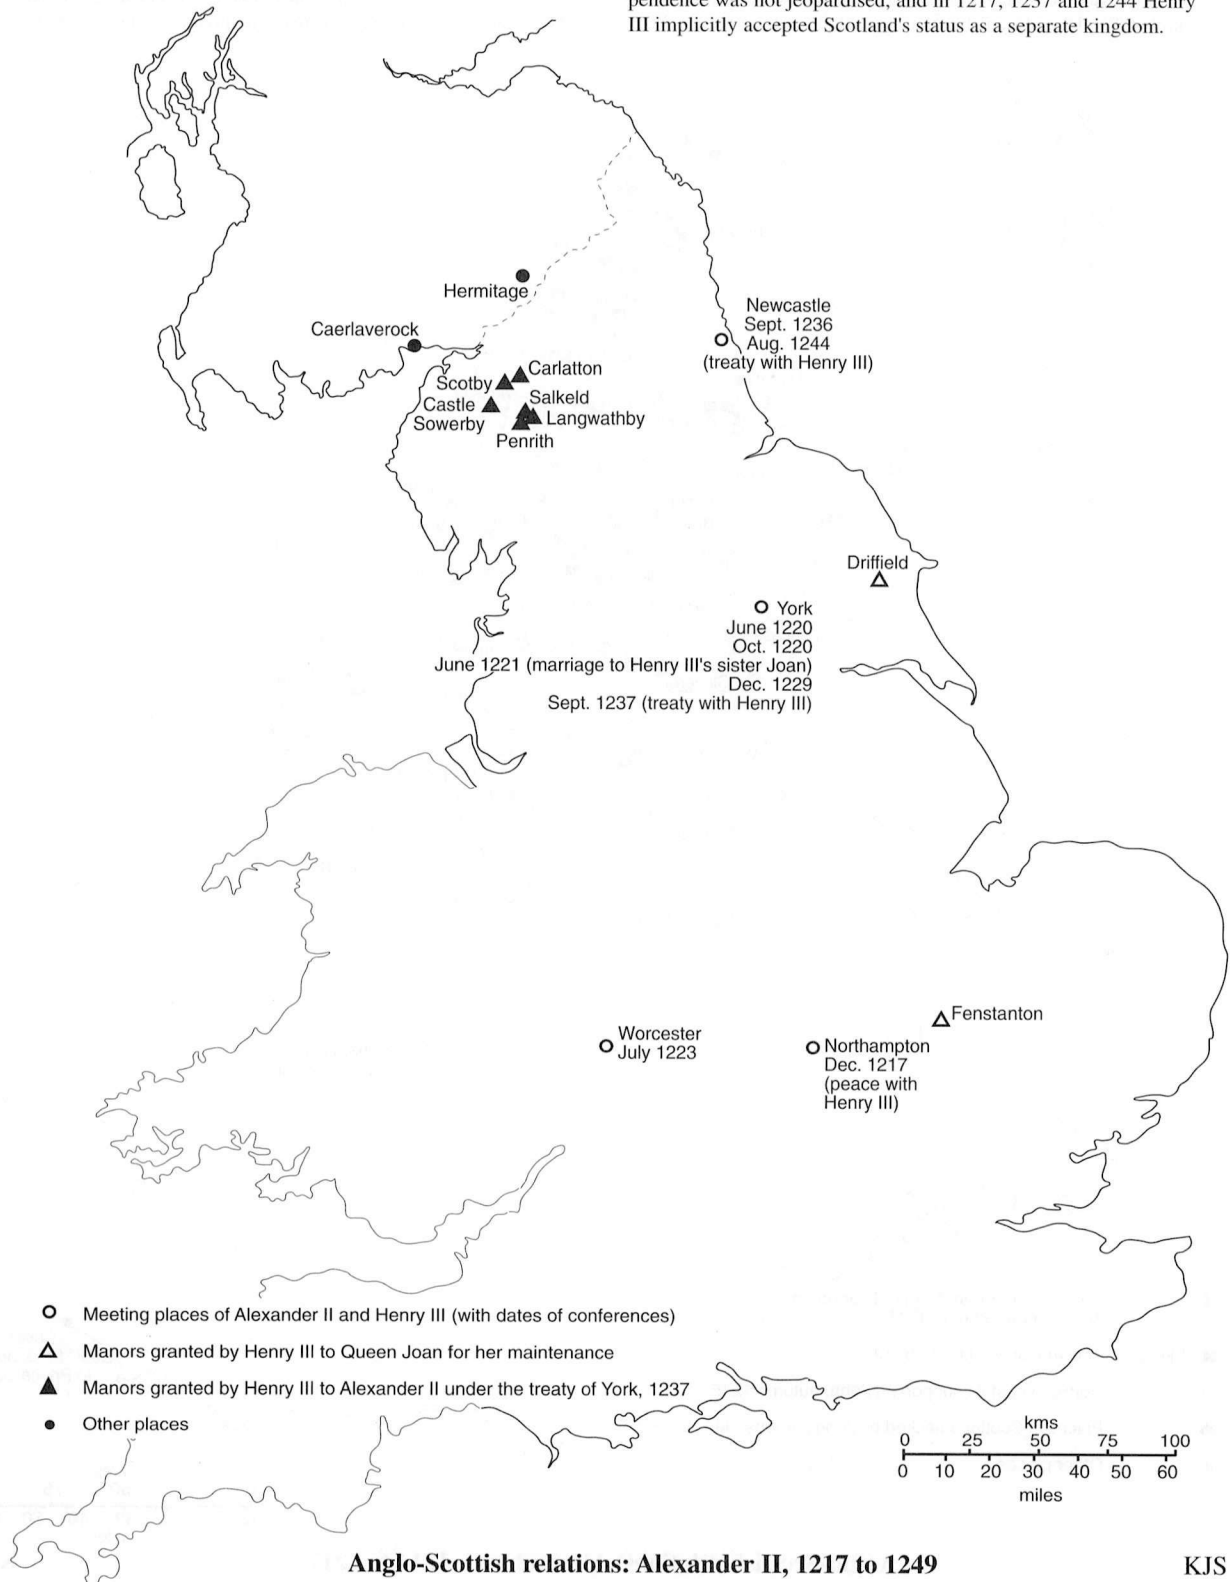 pendence was not jeopardised, and in 1217, 1237 and 1244 Henry
III implicitly accepted Scotland's status as a separate kingdom.
Hermitage
Caerlaverock
Newcastle
Sept. 1236
Aug. 1244
(treaty with Henry III)
Carlatton
Scotby
Salkeld
Castle
Sowerby
Langwathby
Penrith
Driffield
York
June 1220
Oct. 1220
June 1221 (marriage to Henry III's sister Joan)
Dec. 1229
Sept. 1237 (treaty with Henry III)
Fenstanton
Worcester
July 1223
Northampton
Dec. 1217
(peace with
Henry III)
Meeting places of Alexander II and Henry III (with dates of conferences)
Manors granted by Henry III to Queen Joan for her maintenance
Manors granted by Henry III to Alexander II under the treaty of York, 1237
Other places
kms
0 25 50 75 100
0 10 20 30 40 50 60
miles
Anglo-Scottish relations: Alexander II, 1217 to 1249
KJS